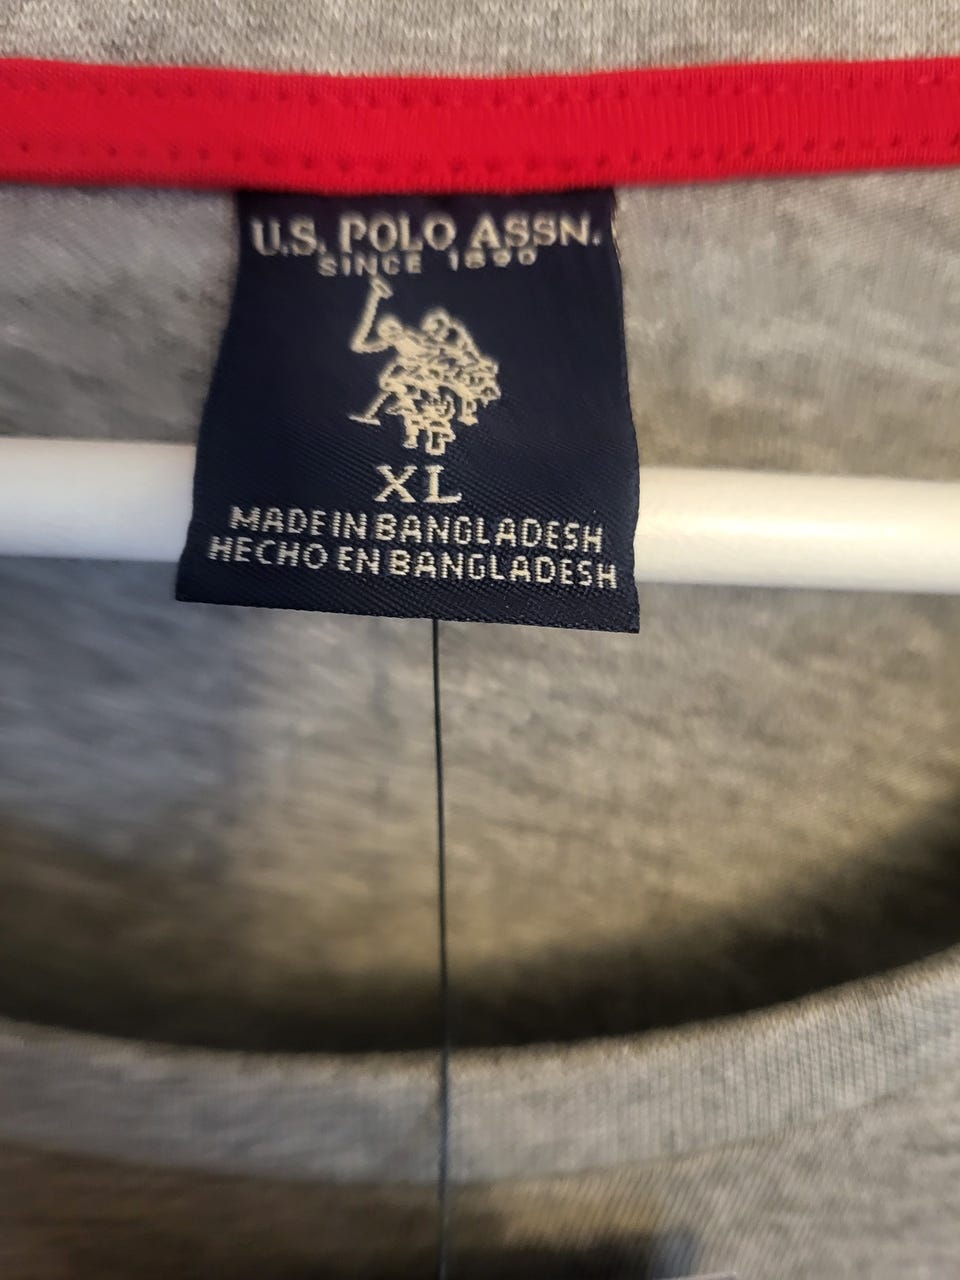 U.S. POLO ASSN.
SINCE 1890
XL
MADE IN BANGLADESH
HECHO EN BANGLADESH